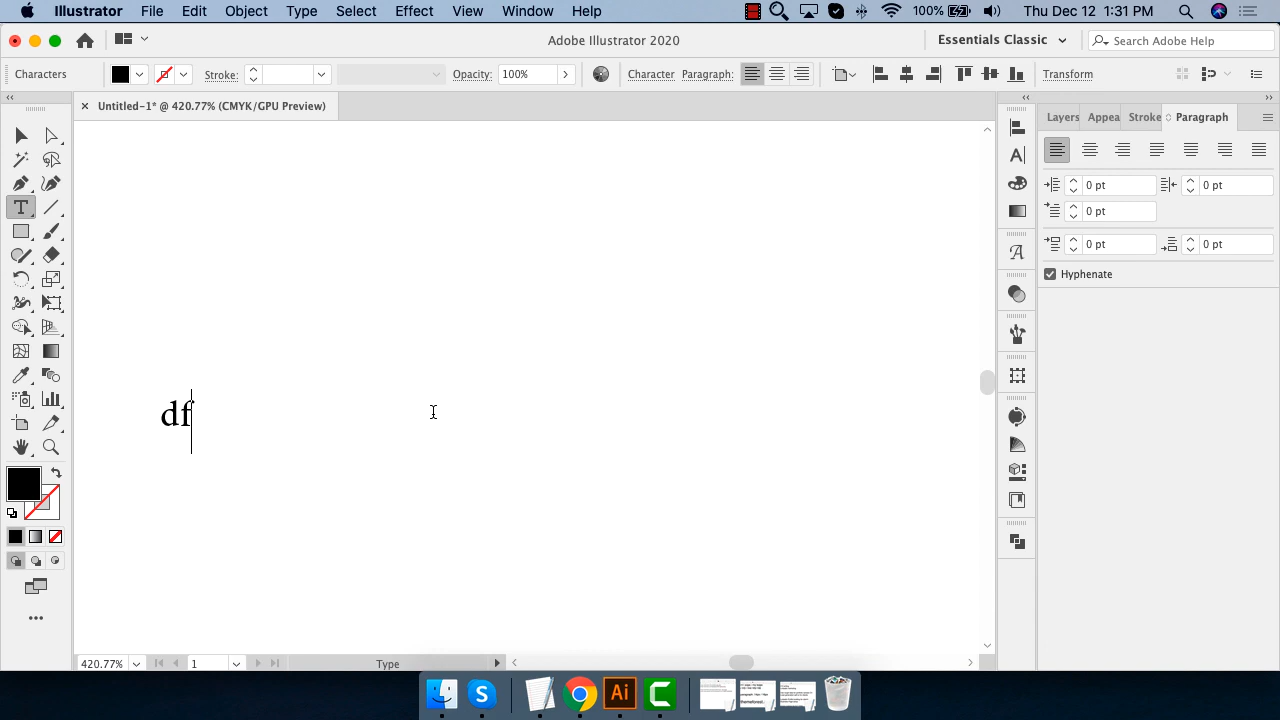 Illustrator File Edit Object Type Select Effect View Window Help 100% Thu Dec 12 1:31 PM
Adobe Illustrator 2020 Essentials Classic Search Adobe Help
Characters Stroke: Opacity: 100% Character Paragraph: Transform
Untitled-1* @ 420.77% (CMYK/GPU Preview)
Layers Appea Stroke Paragraph
0 pt 0 pt
0 pt
0 pt 0 pt
Hyphenate
df
420.77% 1 Type